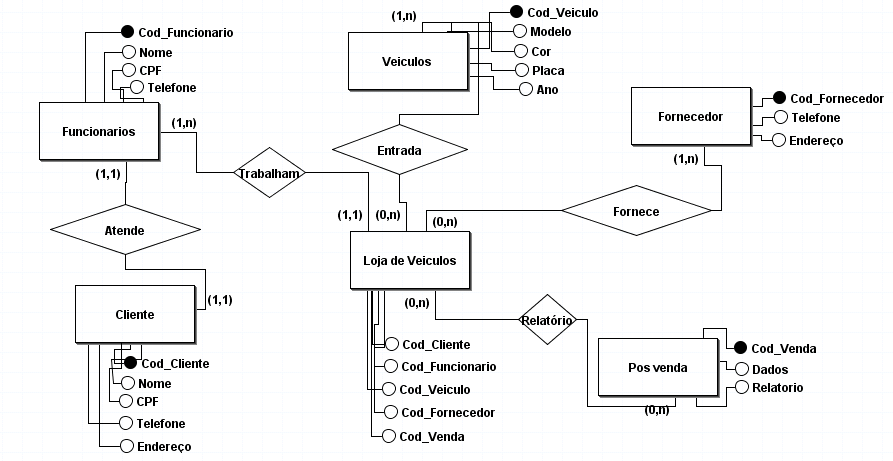 (1,n)
Cod_Veiculo
Modelo
Cor
Placa
Ano
Veiculos
Cod_Funcionario
Nome
CPF
Telefone
Funcionarios
(1,n)
(1,1)
Trabalham
Entrada
Fornecedor
Cod_Fornecedor
Telefone
Endereço
(1,n)
Fornece
Atende
(1,1)
(0,n)
(0,n)
Loja de Veiculos
(0,n)
(1,1)
Cliente
Cod_Cliente
Nome
CPF
Telefone
Endereço
Relatório
Cod_Cliente
Cod_Funcionario
Cod_Veiculo
Cod_Fornecedor
Cod_Venda
Pos venda
Cod_Venda
Dados
Relatorio
(0,n)